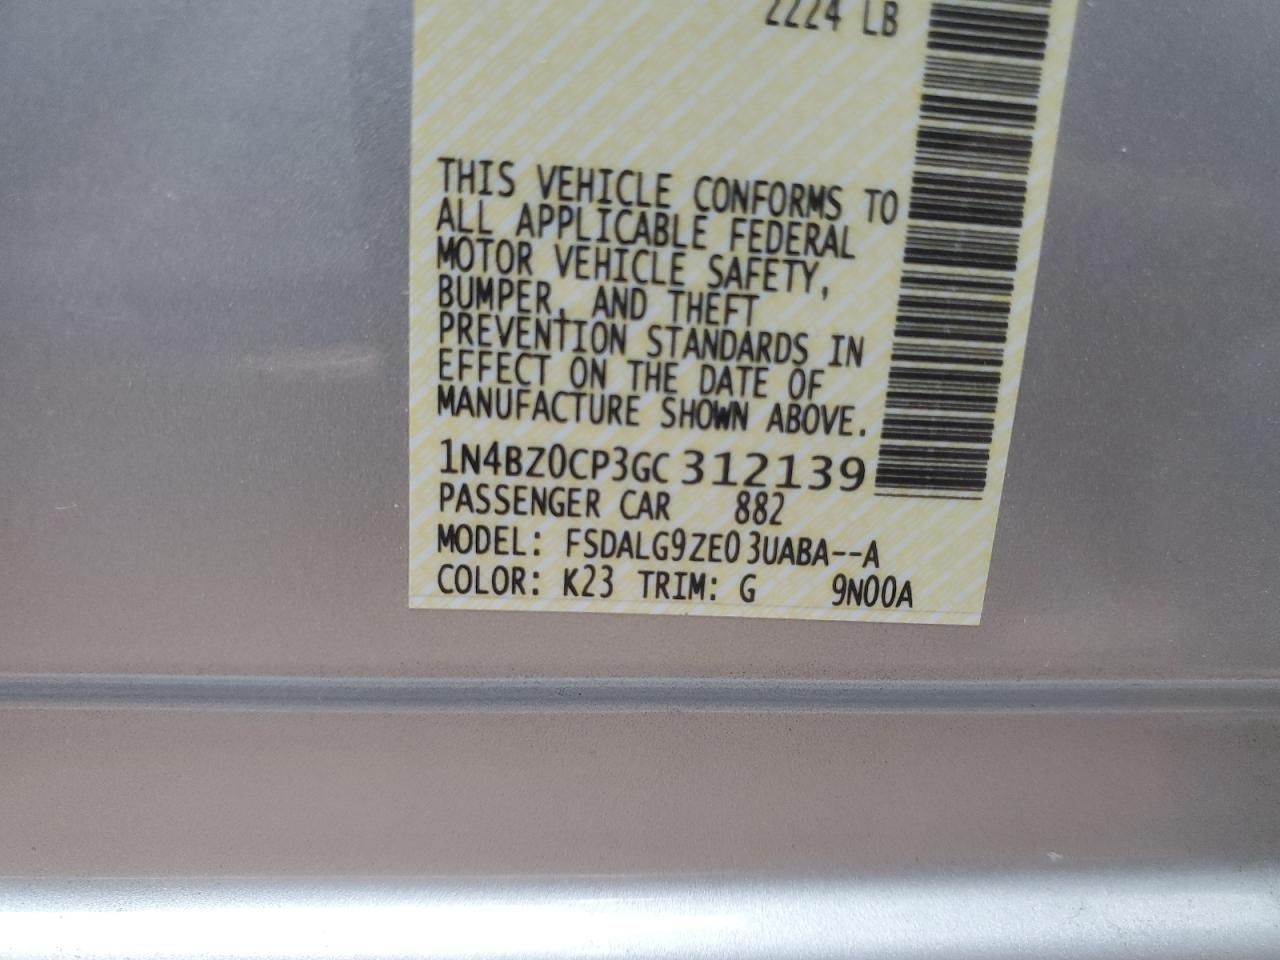 2224 LB
THIS VEHICLE CONFORMS TO
ALL APPLICABLE FEDERAL
MOTOR VEHICLE SAFETY,
BUMPER, AND THEFT
PREVENTION STANDARDS IN
EFFECT ON THE DATE OF
MANUFACTURE SHOWN ABOVE.
1N4BZ0CP3GC312139
PASSENGER CAR 882
MODEL: FSDALG9ZE03UABA--A
COLOR: K23 TRIM: G 9N00A